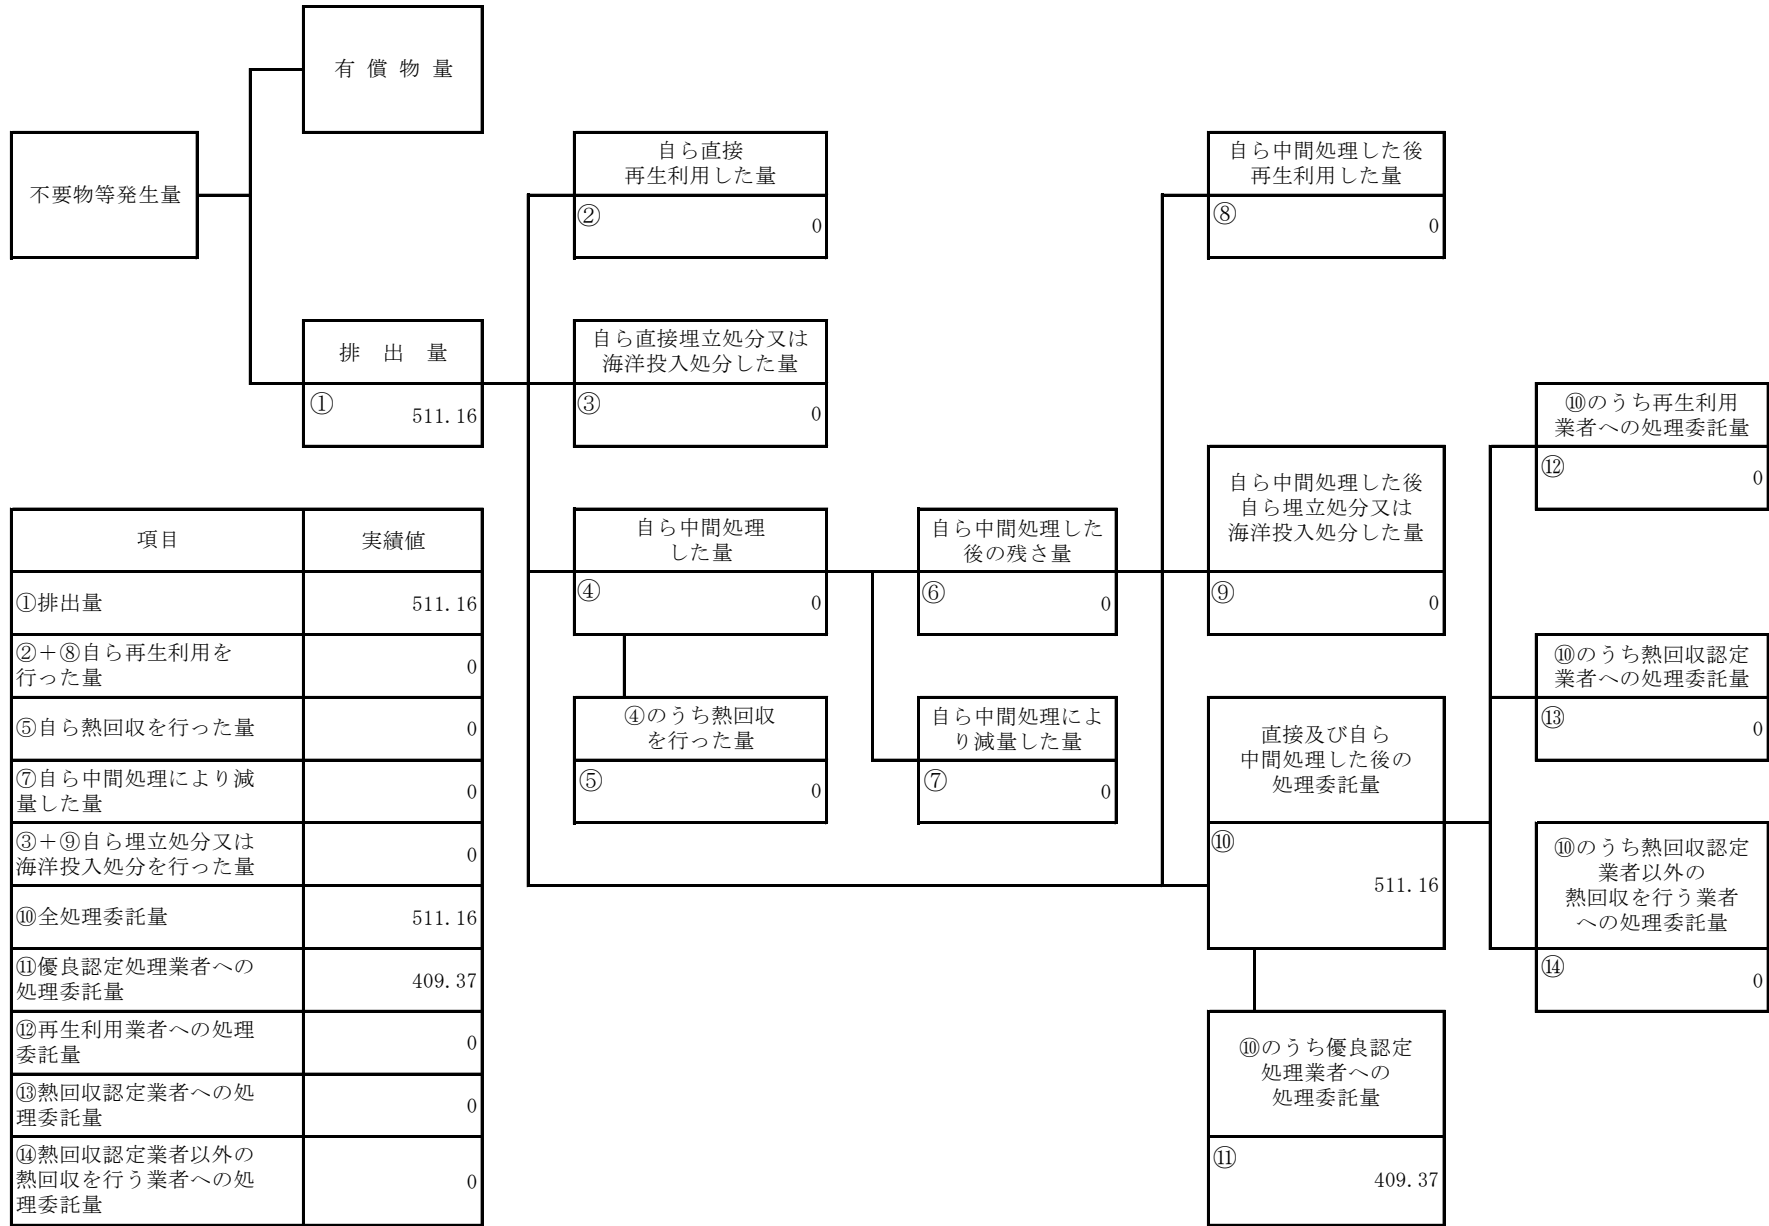 有 償 物 量
不要物等発生量
自ら直接
再生利用した量
②
0
自ら中間処理した後
再生利用した量
⑧
0
排 出 量
①
511.16
自ら直接埋立処分又は
海洋投入処分した量
③
0
⑩のうち再生利用
業者への処理委託量
⑫
0
自ら中間処理
した量
④
0
自ら中間処理した
後の残さ量
⑥
0
自ら中間処理した後
自ら埋立処分又は
海洋投入処分した量
⑨
0
⑩のうち熱回収認定
業者への処理委託量
⑬
0
④のうち熱回収
を行った量
⑤
0
自ら中間処理によ
り減量した量
⑦
0
直接及び自ら
中間処理した後の
処理委託量
⑩
511.16
⑩のうち熱回収認定
業者以外の
熱回収を行う業者
への処理委託量
⑭
0
⑩のうち優良認定
処理業者への
処理委託量
⑪
409.37
項目 実績値
①排出量 511.16
②+⑧自ら再生利用を
行った量 0
⑤自ら熱回収を行った量 0
⑦自ら中間処理により減
量した量 0
③+⑨自ら埋立処分又は
海洋投入処分を行った量 0
⑩全処理委託量 511.16
⑪優良認定処理業者への
処理委託量 409.37
⑫再生利用業者への処理
委託量 0
⑬熱回収認定業者への処
理委託量 0
⑭熱回収認定業者以外の
熱回収を行う業者への処
理委託量 0